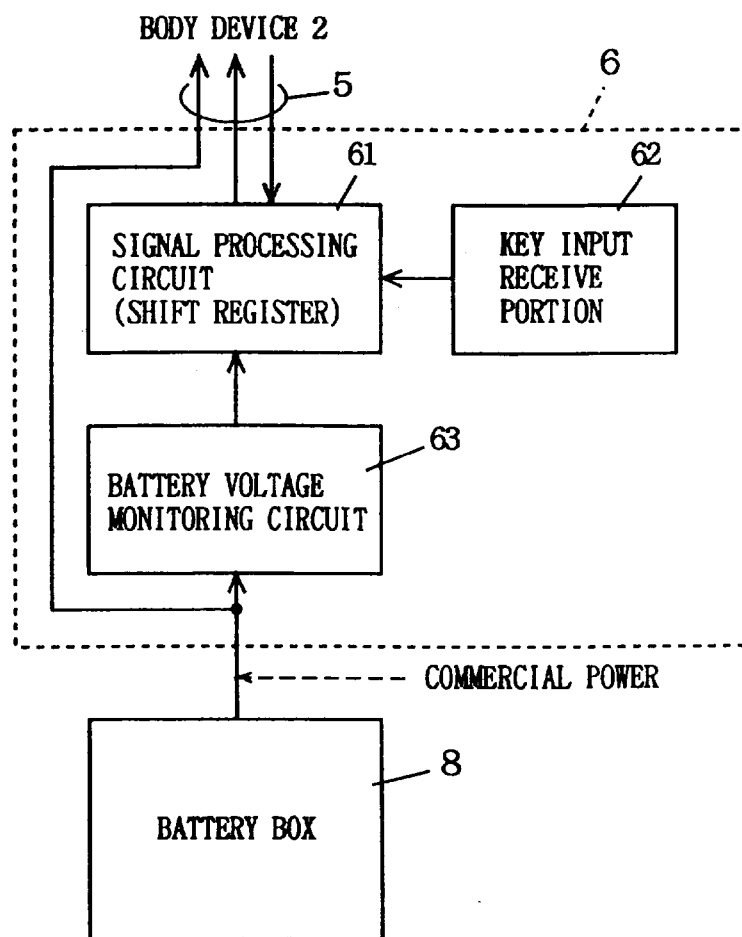 BODY DEVICE 2
5
6
61
62
SIGNAL PROCESSING
CIRCUIT
(SHIFT REGISTER)
KEY INPUT
RECEIVE
PORTION
63
BATTERY VOLTAGE
MONITORING CIRCUIT
COMMERCIAL POWER
8
BATTERY BOX